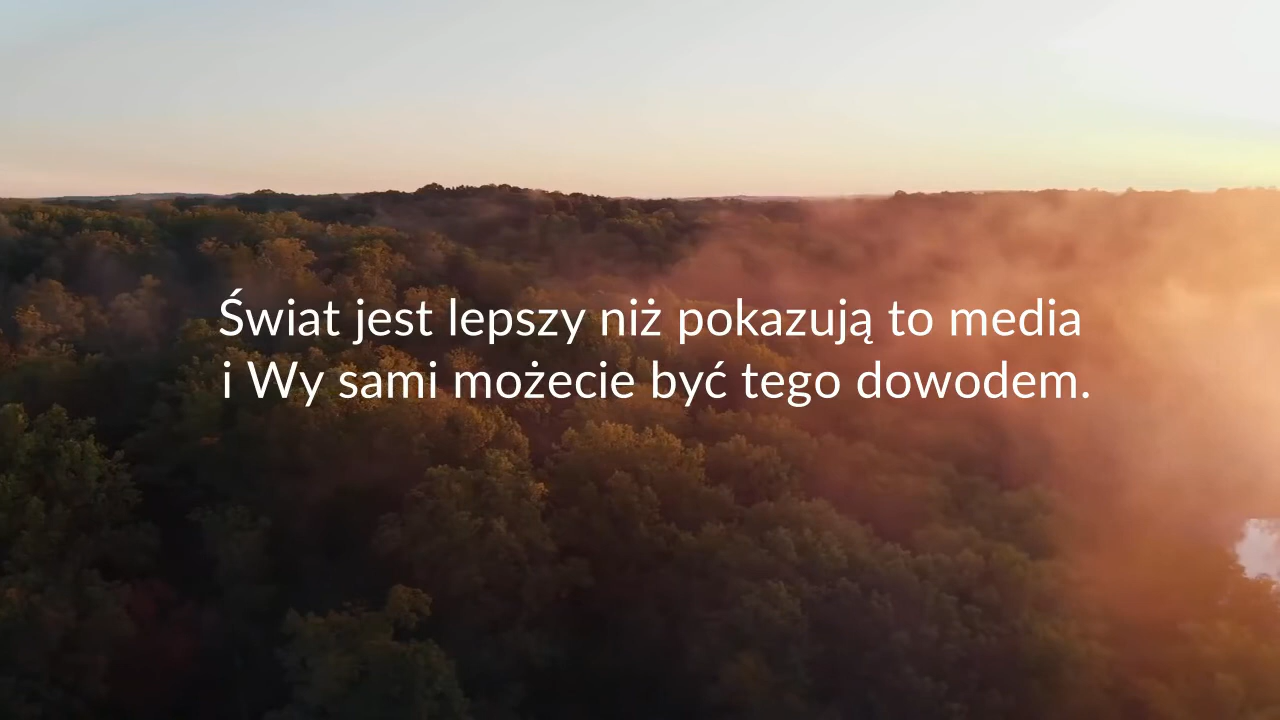 Świat jest lepszy niż pokazują to media
i Wy sami możecie być tego dowodem.